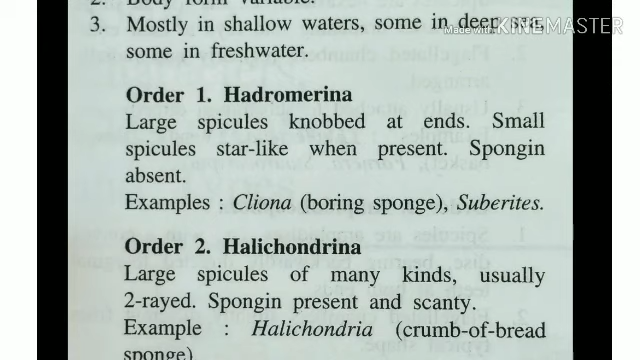 2. Body form variable.
3. Mostly in shallow waters, some in deep sea,
some in freshwater.
Made with KINEMASTER
Order 1. Hadromerina
Large spicules knobbed at ends. Small
spicules star-like when present. Spongin
absent.
Examples : Cliona (boring sponge), Suberites.
Order 2. Halichondrina
Large spicules of many kinds, usually
2-rayed. Spongin present and scanty.
Example : Halichondria (crumb-of-bread
sponge)